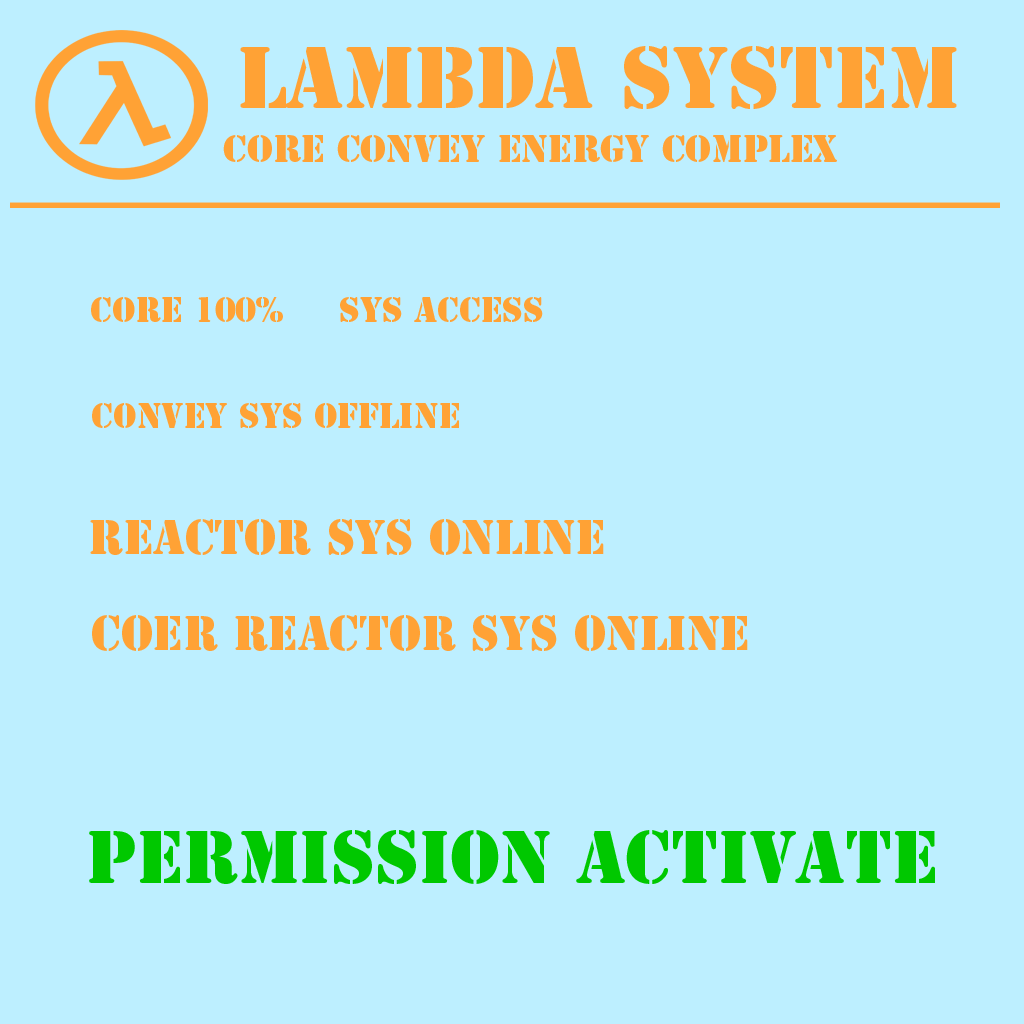 λ LAMBDA SYSTEM
CORE CONVEY ENERGY COMPLEX
CORE 100% SYS ACCESS
CONVEY SYS OFFLINE
REACTOR SYS ONLINE
COER REACTOR SYS ONLINE
PERMISSION ACTIVATE